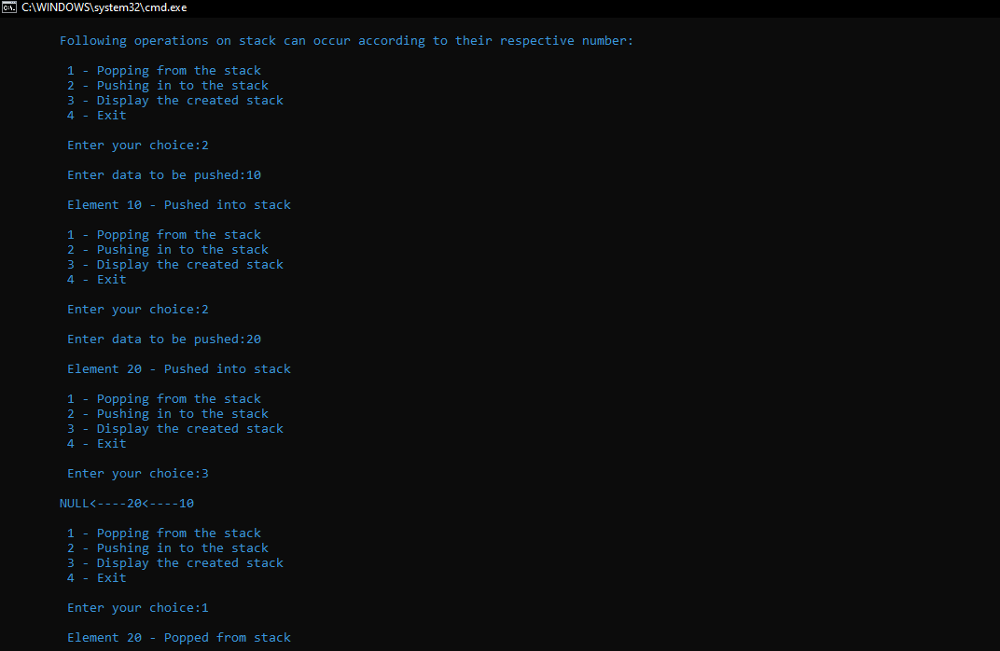 C:\WINDOWS\system32\cmd.exe
Following operations on stack can occur according to their respective number:
1 - Popping from the stack
2 - Pushing in to the stack
3 - Display the created stack
4 - Exit
Enter your choice:2
Enter data to be pushed:10
Element 10 - Pushed into stack
1 - Popping from the stack
2 - Pushing in to the stack
3 - Display the created stack
4 - Exit
Enter your choice:2
Enter data to be pushed:20
Element 20 - Pushed into stack
1 - Popping from the stack
2 - Pushing in to the stack
3 - Display the created stack
4 - Exit
Enter your choice:3
NULL<----20<----10
1 - Popping from the stack
2 - Pushing in to the stack
3 - Display the created stack
4 - Exit
Enter your choice:1
Element 20 - Popped from stack